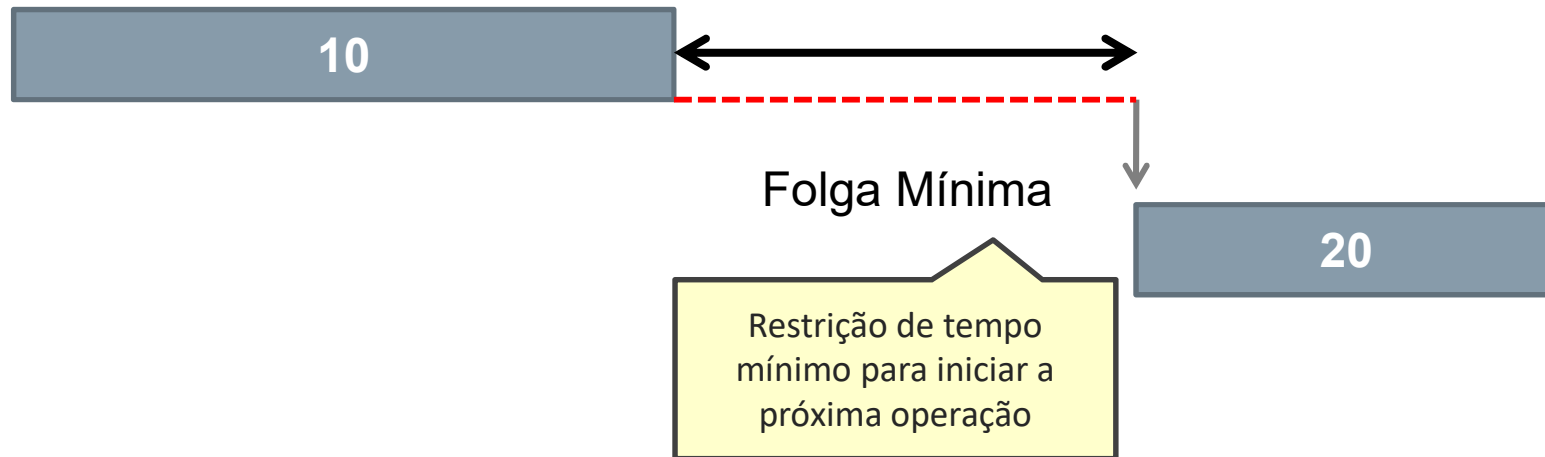 10
Folga Mínima
20
Restrição de tempo
mínimo para iniciar a
próxima operação